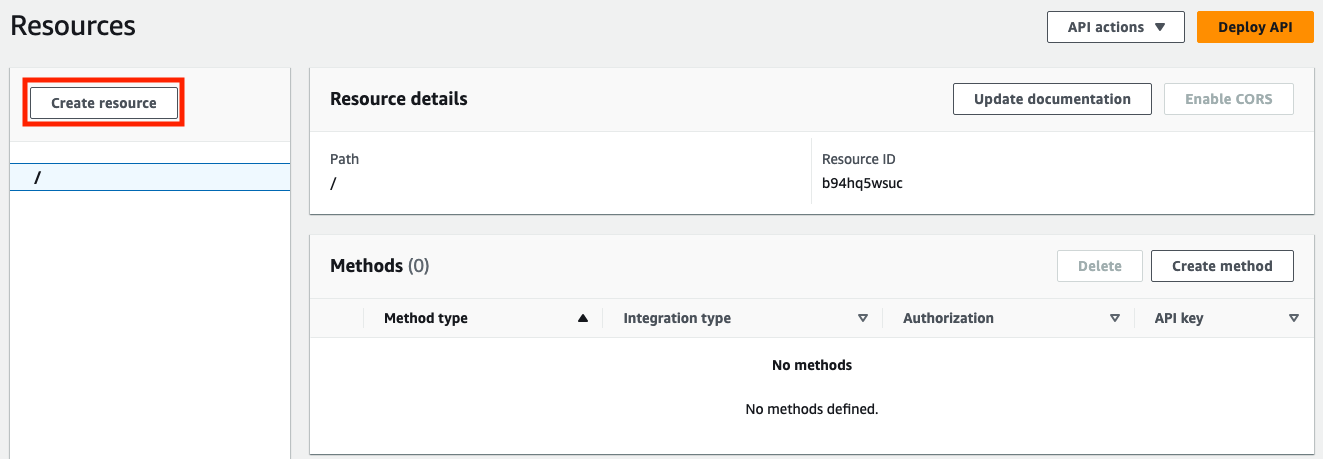 Resources
API actions
Deploy API
Create resource
/
Resource details
Update documentation
Enable CORS
Path
/
Resource ID
b94hq5wsuc
Methods (0)
Delete
Create method
Method type
Integration type
Authorization
API key
No methods
No methods defined.